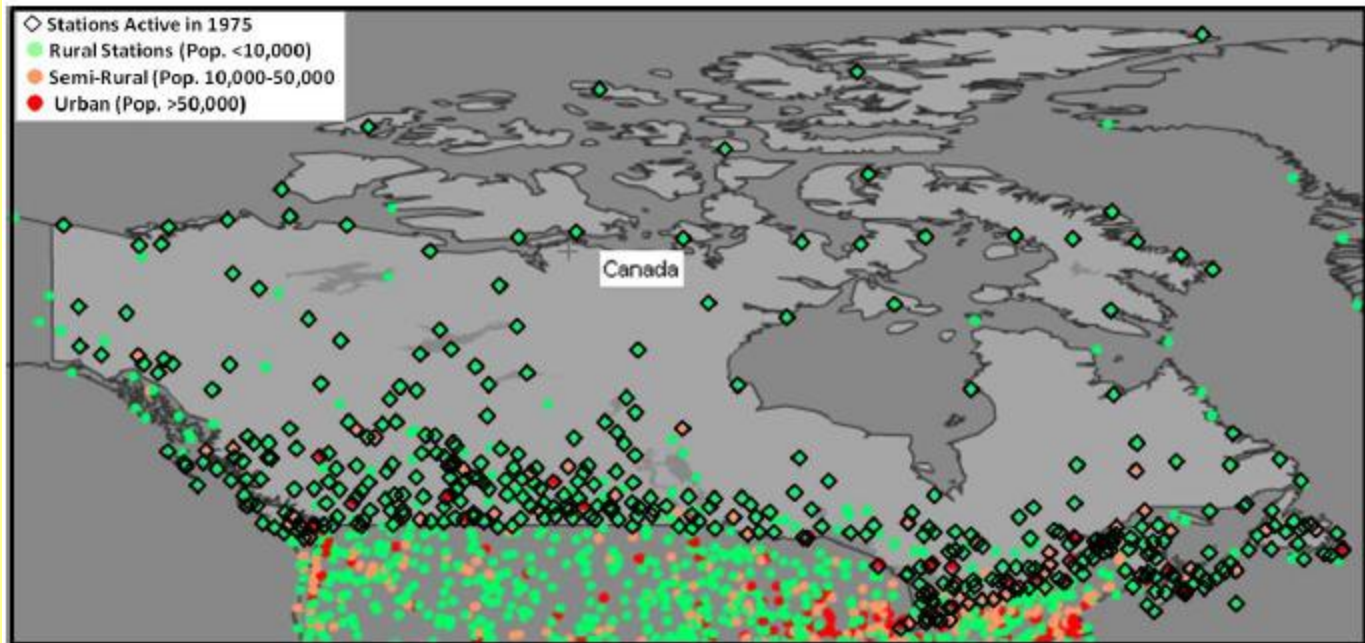 Stations Active in 1975
Rural Stations (Pop. <10,000)
Semi-Rural (Pop. 10,000-50,000
Urban (Pop. >50,000)
Canada